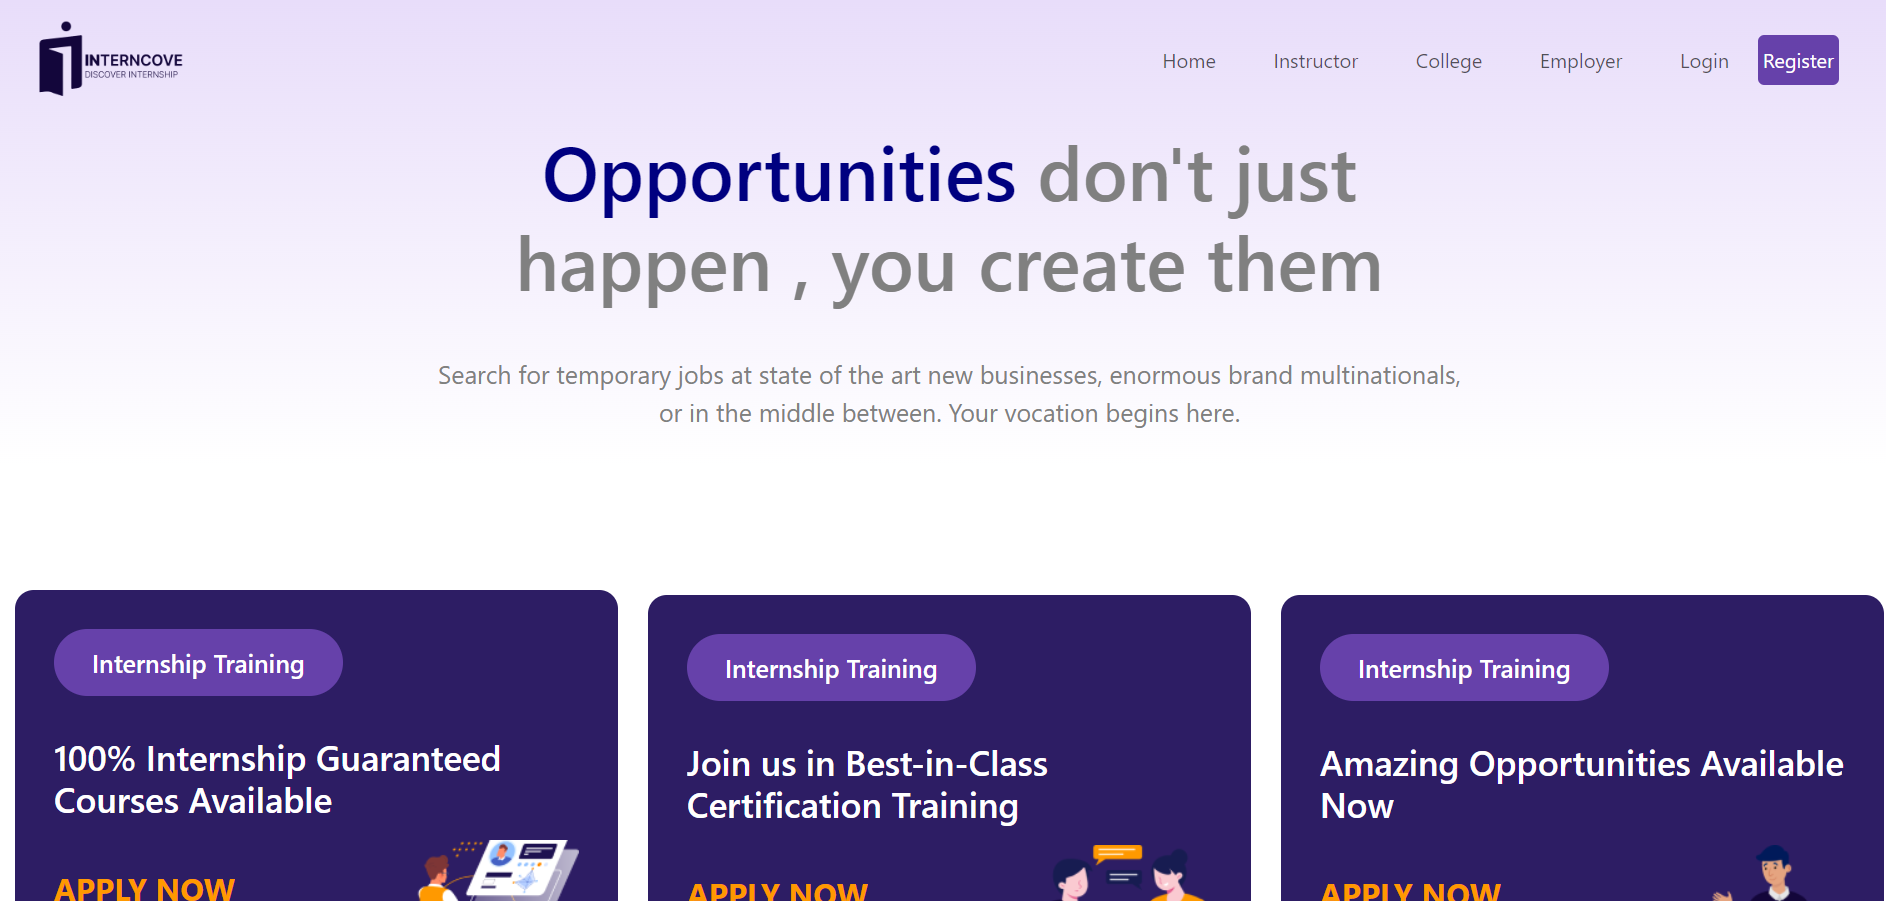 INTERNCOVE
DISCOVER INTERNSHIP
Home Instructor College Employer Login Register
Opportunities don't just
happen , you create them
Search for temporary jobs at state of the art new businesses, enormous brand multinationals,
or in the middle between. Your vocation begins here.
Internship Training
100% Internship Guaranteed
Courses Available
APPLY NOW
Internship Training
Join us in Best-in-Class
Certification Training
APPLY NOW
Internship Training
Amazing Opportunities Available
Now
APPLY NOW